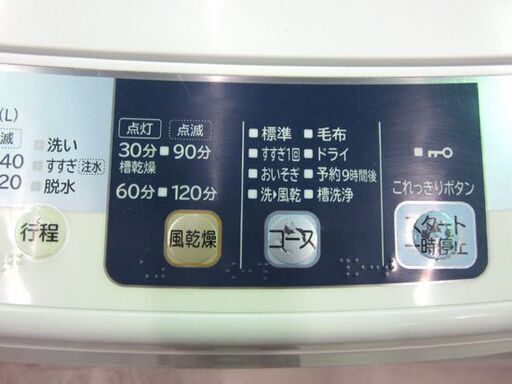 (L)
滅
40
20
洗い
すすぎ 注水
脱水
行程
点灯 点滅
30分 90分
槽乾燥
60分 120分
風乾燥
標準 毛布
すすぎ1回 ドライ
おいそぎ 予約9時間後
洗▶風乾 槽洗浄
コース
これっきりボタン
スタート
一時停止